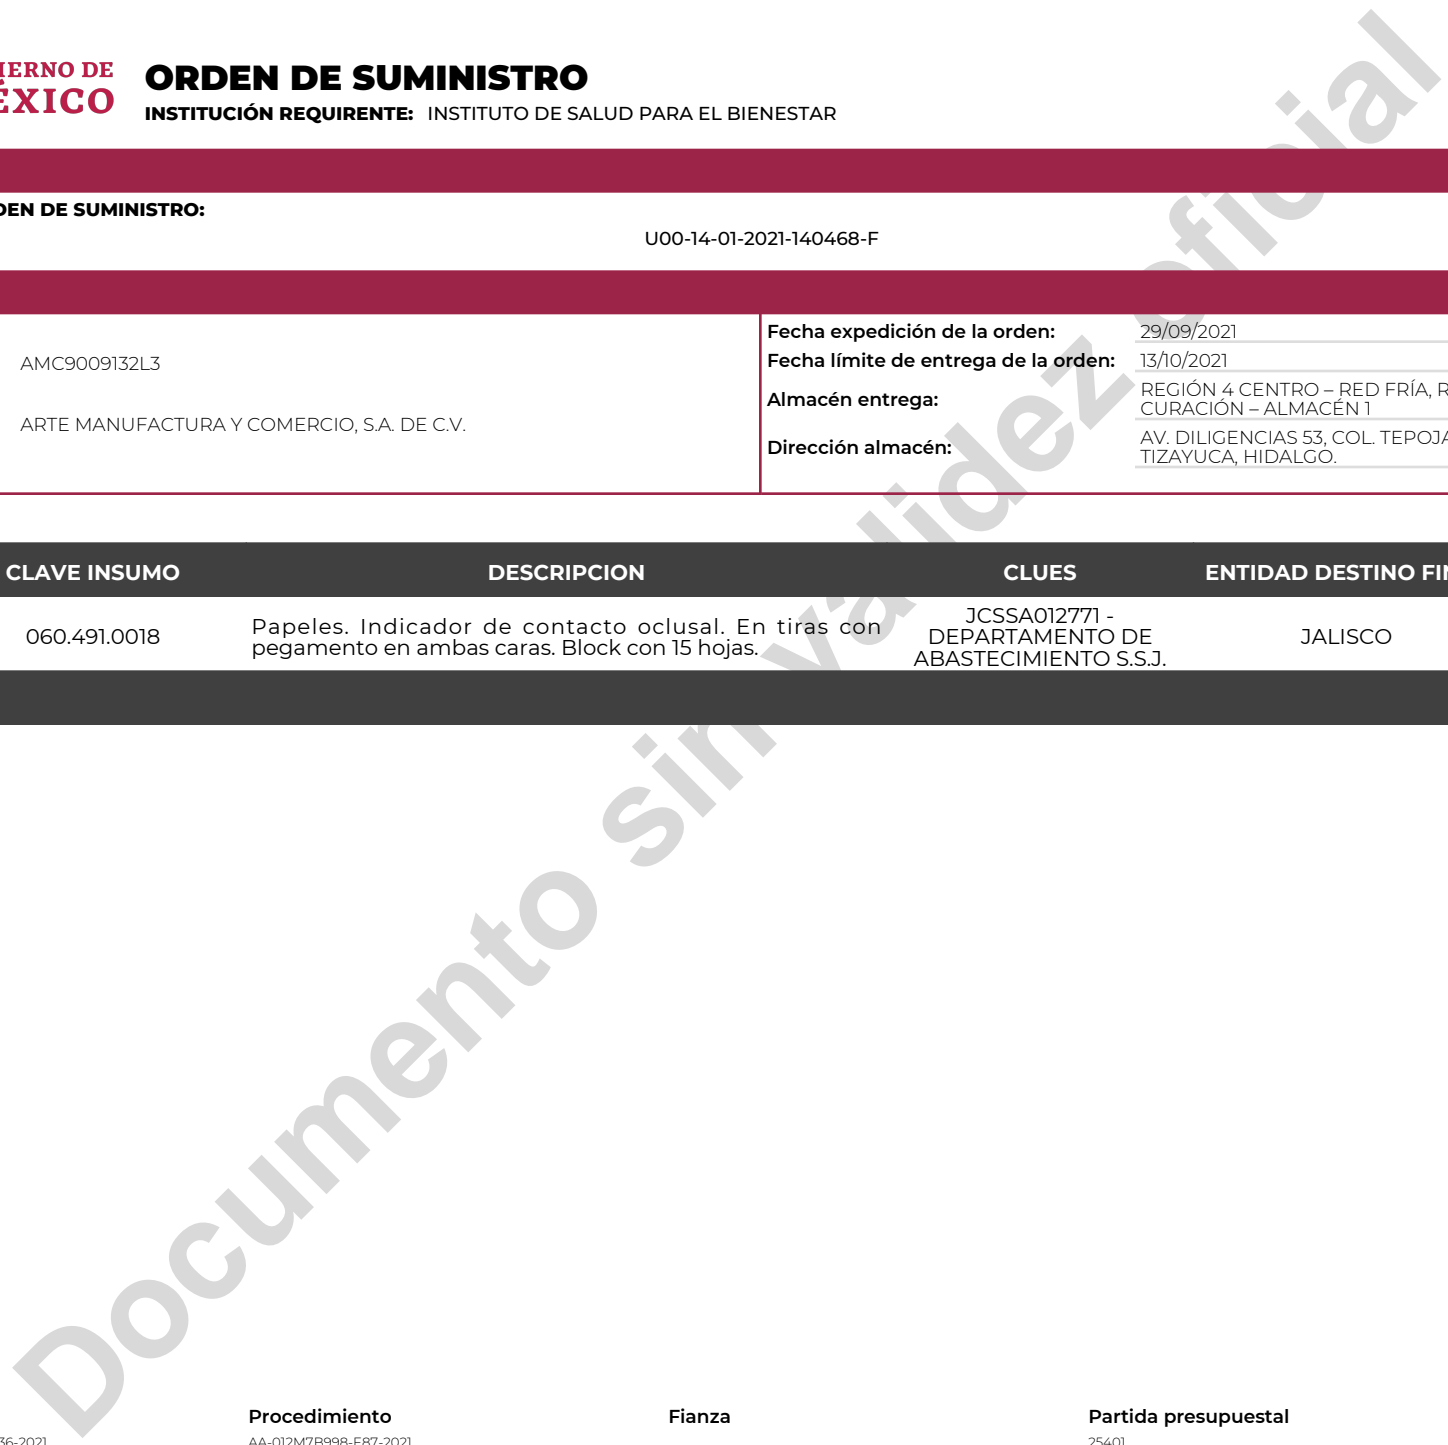 ORDEN DE SUMINISTRO
INSTITUCIÓN REQUIRENTE: INSTITUTO DE SALUD PARA EL BIENESTAR
DE
DE SUMINISTRO:
U00-14-01-2021-140468-F
AMC9009132L3
ARTE MANUFACTURA Y COMERCIO, S.A. DE C.V.
Fecha expedición de la orden: 29/09/2021
Fecha límite de entrega de la orden: 13/10/2021
Almacén entrega: REGIÓN 4 CENTRO – RED FRÍA,
CURACIÓN – ALMACÉN 1
Dirección almacén: AV. DILIGENCIAS 53, COL.
TIZAYUCA, HIDALGO.
CLAVE INSUMO DESCRIPCION CLUES ENTIDAD DESTINO
060.491.0018
Papeles. Indicador de contacto oclusal. En tiras con
pegamento en ambas caras. Block con 15 hojas.
JCSSA012771 -
DEPARTAMENTO DE
ABASTECIMIENTO S.S.J.
JALISCO
Documento sin validez oficial
Procedimiento Fianza Partida presupuestal